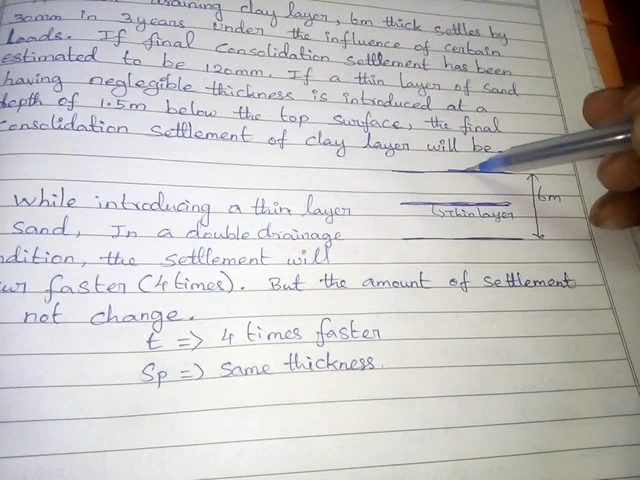 draining clay layer, 6m thick settles by
30mm in 3 years under the influence of certain
loads. If final consolidation settlement has been
estimated to be 120mm. If a thin layer of sand
having neglegible thickness is introduced at a
depth of 1.5m below the top surface, the final
consolidation settlement of clay layer will be.
While introducing a thin layer
sand, In a double drainage
ndition, the settlement will
ur faster (4 times). But the amount of settlement
not change.
t => 4 times faster
Sp => Same thickness.
Thin layer
6m